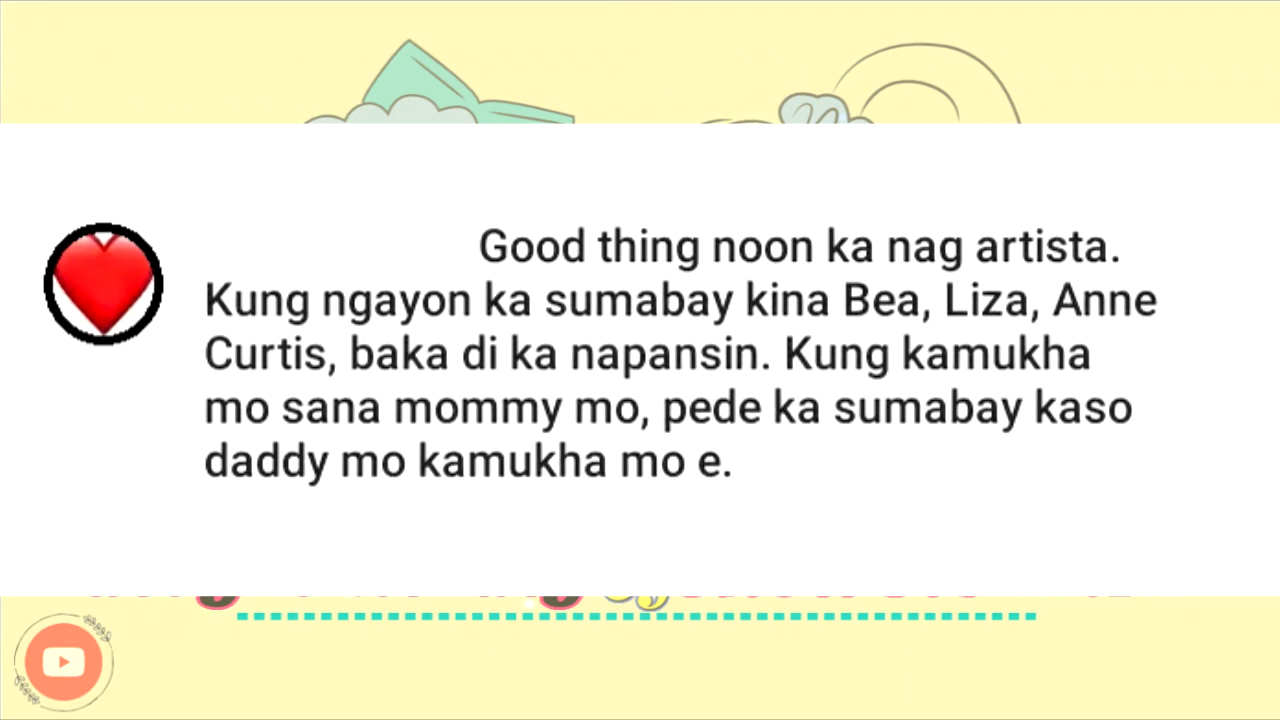 Good thing noon ka nag artista.
Kung ngayon ka sumabay kina Bea, Liza, Anne
Curtis, baka di ka napansin. Kung kamukha
mo sana mommy mo, pede ka sumabay kaso
daddy mo kamukha mo e.